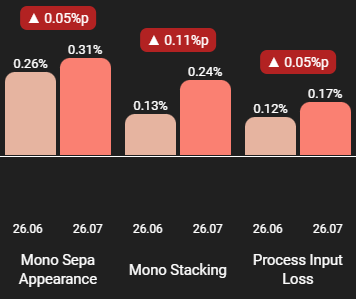 ▲ 0.05%p
▲ 0.11%p
▲ 0.05%p
0.26%
0.31%
0.13%
0.24%
0.12%
0.17%
26.06
26.07
26.06
26.07
26.06
26.07
Mono Sepa
Appearance
Mono Stacking
Process Input
Loss